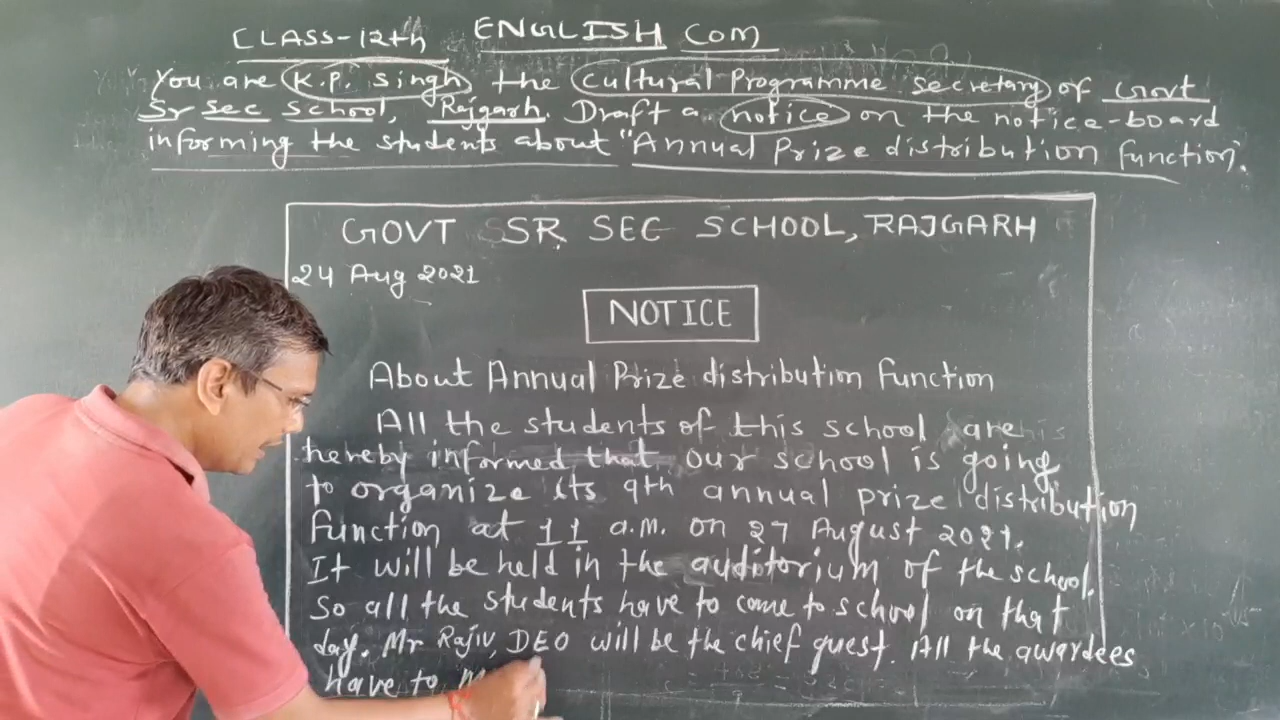 CLASS-12th ENGLISH COM
You are K.P. Singh the Cultural Programme secretary of Govt
Sr Sec School, Rajgarh. Draft a notice on the notice-board
informing the students about "Annual Prize distribution function".
GOVT SR SEC SCHOOL, RAJGARH
24 Aug 2021
NOTICE
About Annual Prize distribution function
All the students of this school are
hereby informed that our school is going
to organize its 9th annual prize distribution
function at 11 a.m. on 27 August 2021.
It will be held in the auditorium of the school.
So all the students have to come to school on that
day. Mr Rajiv, DEO will be the chief guest. All the awardees
have to